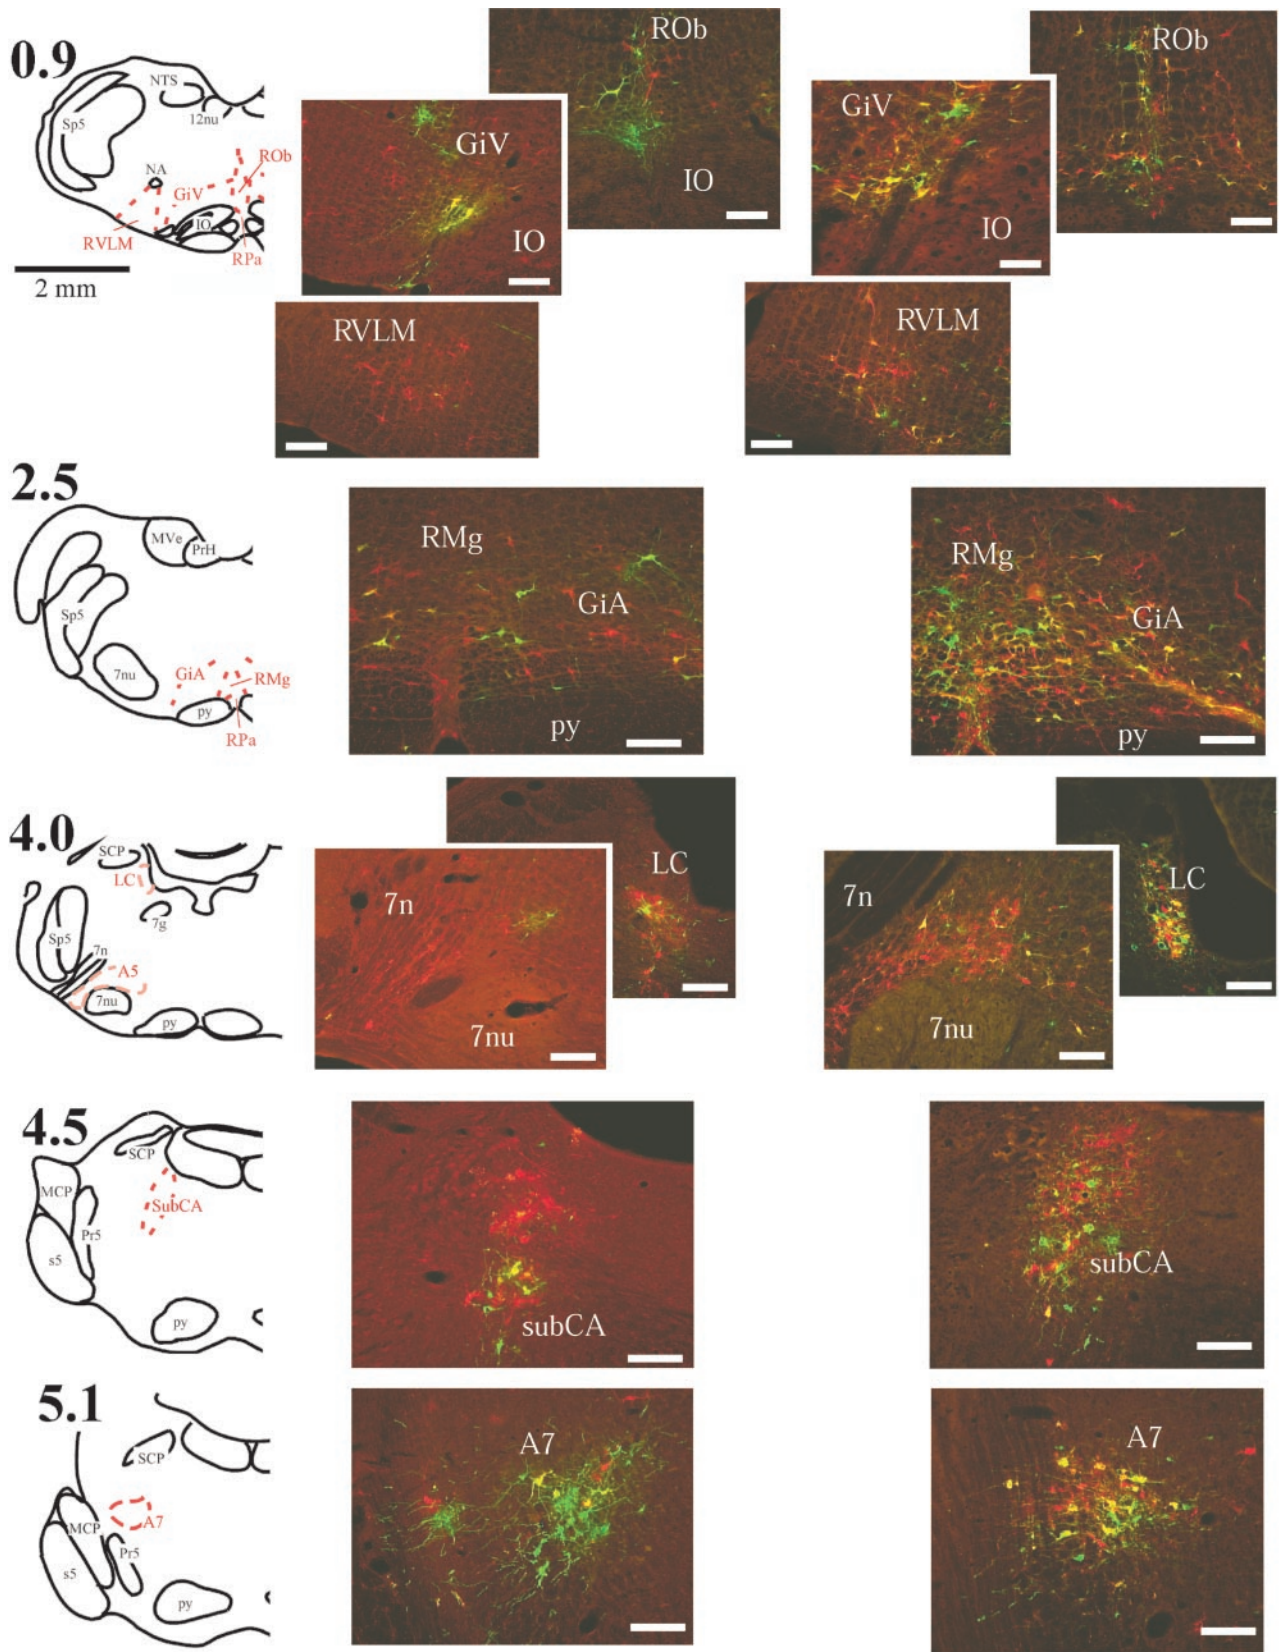 0.9
NTS
12nu
Sp5
NA
ROb
GiV
IO
RVLM
RPa
2 mm
ROb
GiV
IO
IO
RVLM
ROb
GiV
IO
RVLM
2.5
MVe
PrH
Sp5
7nu
GiA
RMg
py
RPa
RMg
GiA
py
RMg
GiA
py
4.0
SCP
LC
7g
Sp5
7n
A5
7nu
py
LC
7n
7nu
LC
7n
7nu
4.5
SCP
MCP
SubCA
Pr5
s5
py
subCA
subCA
5.1
SCP
A7
MCP
Pr5
s5
py
A7
A7